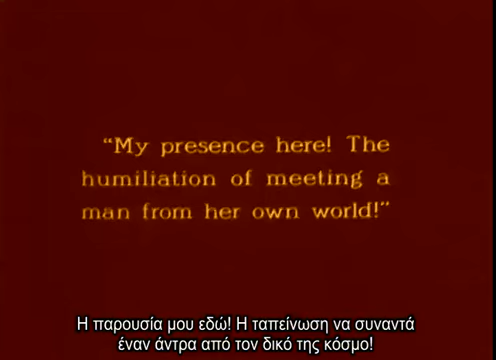 “My presence here! The
humiliation of meeting a
man from her own world!”
Η παρουσία μου εδώ! Η ταπείνωση να συναντά
έναν άντρα από τον δικό της κόσμο!